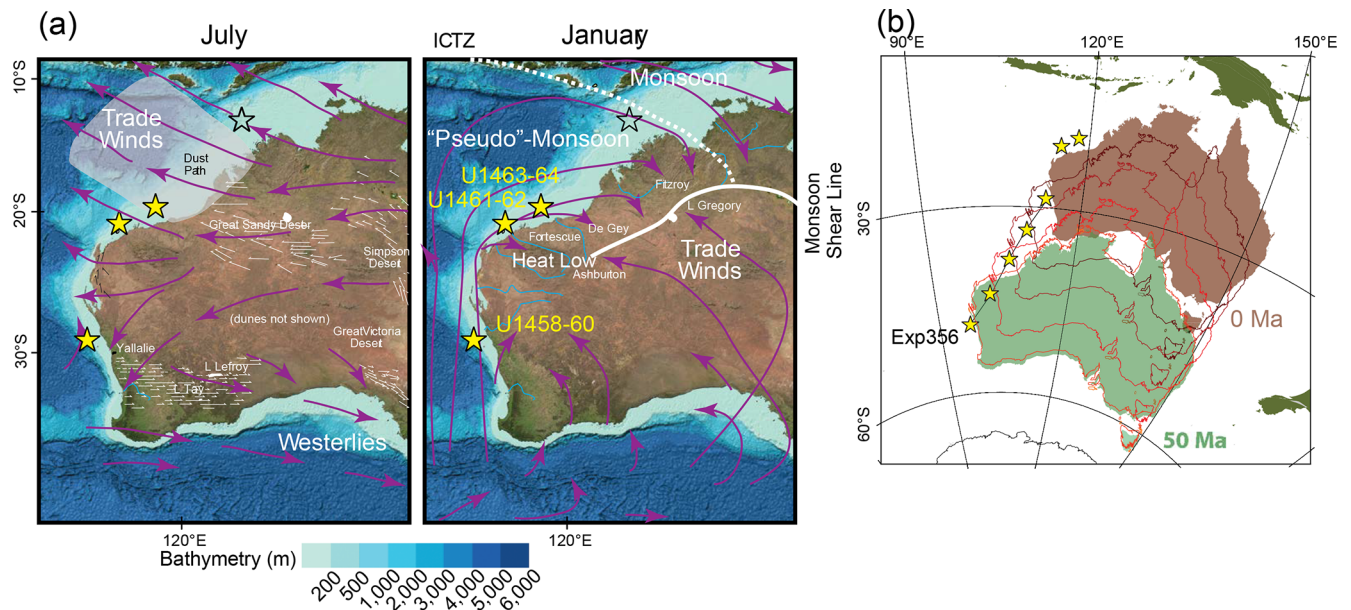 (a)
July
10°S
20°S
30°S
Trade
Winds
Dust
Path
Great Sandy Desert
Simpson
Desert
(dunes not shown)
GreatVictoria
Desert
Yallalie
L Lefroy
L Tay
Westerlies
120°E
ICTZ
January
Monsoon
"Pseudo"-Monsoon
U1463-64
U1461-62
Fitzroy
L Gregory
De Gey
Fortescue
Heat Low
Ashburton
Trade
Winds
U1458-60
120°E
Monsoon
Shear Line
Bathymetry (m)
200
500
1,000
2,000
3,000
4,000
5,000
6,000
(b)
90°E
120°E
150°E
30°S
60°S
Exp356
0 Ma
50 Ma